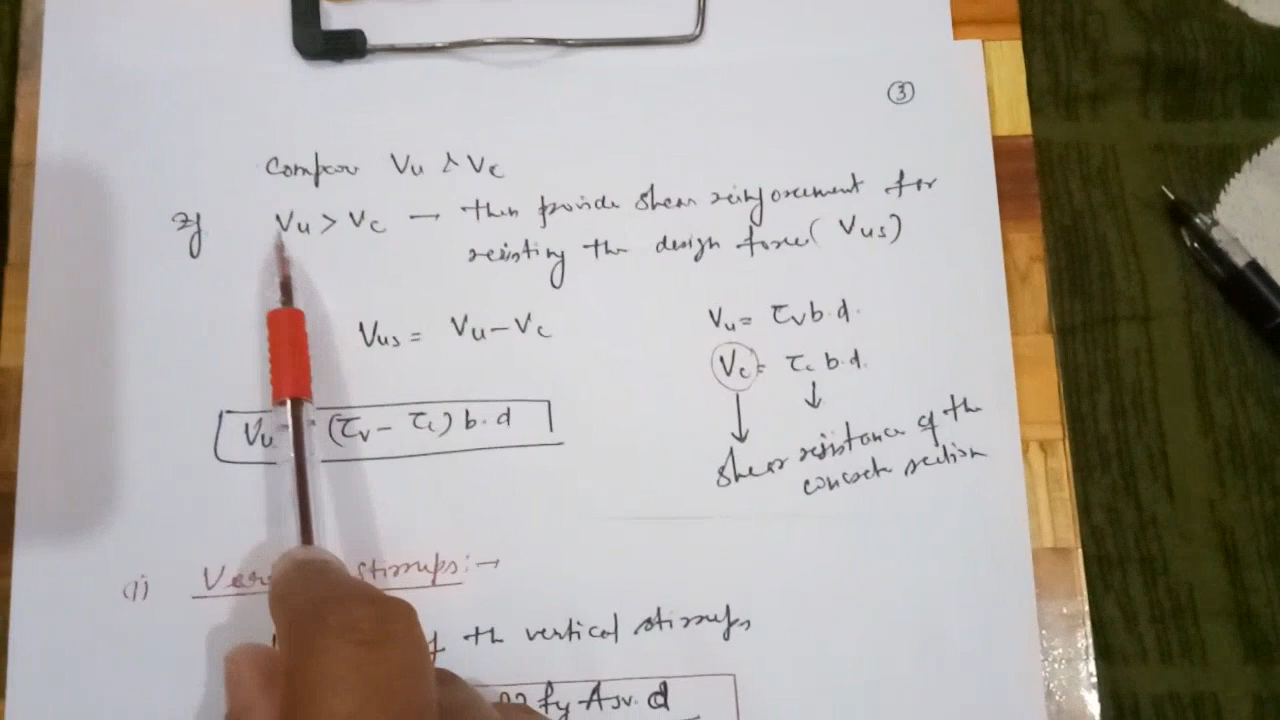 ③
Compare Vu & Vc
If Vu > Vc → then provide shear reinforcement for
resisting the design force (Vus)
Vus = Vu - Vc
Vu = τv b.d.
Vc = τc b.d.
(τv - τc) b.d
shear resistance of the
concrete section
(1) stirrups:→
of the vertical stirrups
fy Asv. d